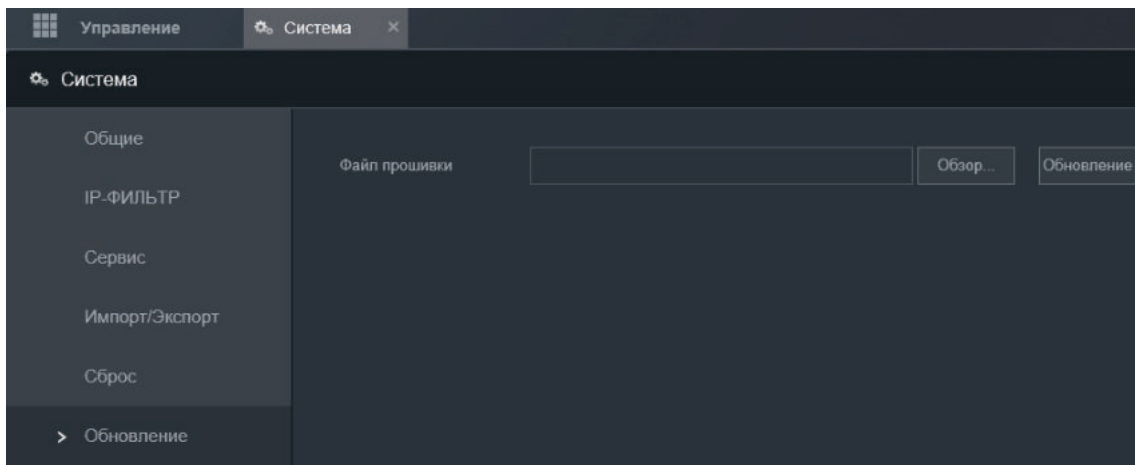 Управление
Система
Система
Общие
Файл прошивки
Обзор...
Обновление
IP-ФИЛЬТР
Сервис
Импорт/Экспорт
Сброс
Обновление